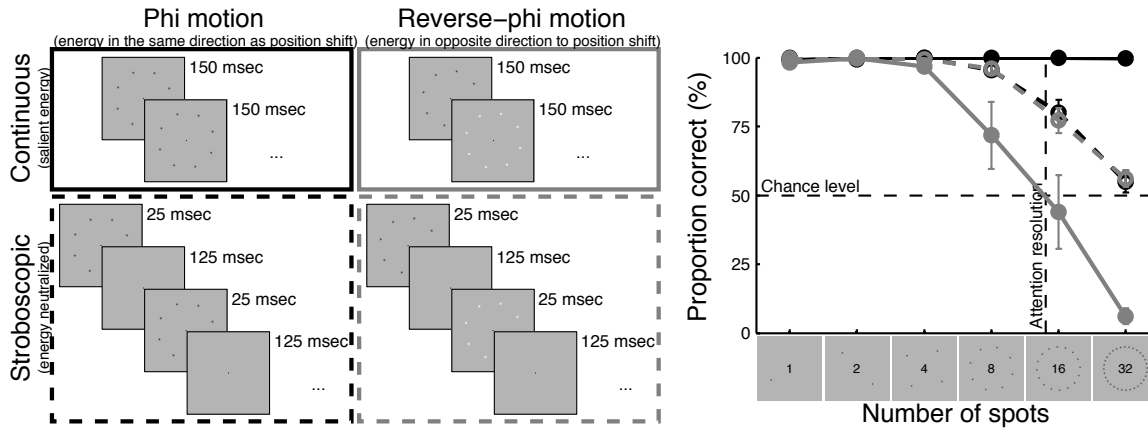 Phi motion
(energy in the same direction as position shift)
Reverse−phi motion
(energy in opposite direction to position shift)
Continuous
(salient energy)
150 msec
150 msec
...
150 msec
150 msec
...
Stroboscopic
(energy neutralized)
25 msec
125 msec
25 msec
125 msec
...
25 msec
125 msec
25 msec
125 msec
...
Proportion correct (%)
100
75
50
25
0
Chance level
Attention resolution
1 2 4 8 16 32
Number of spots